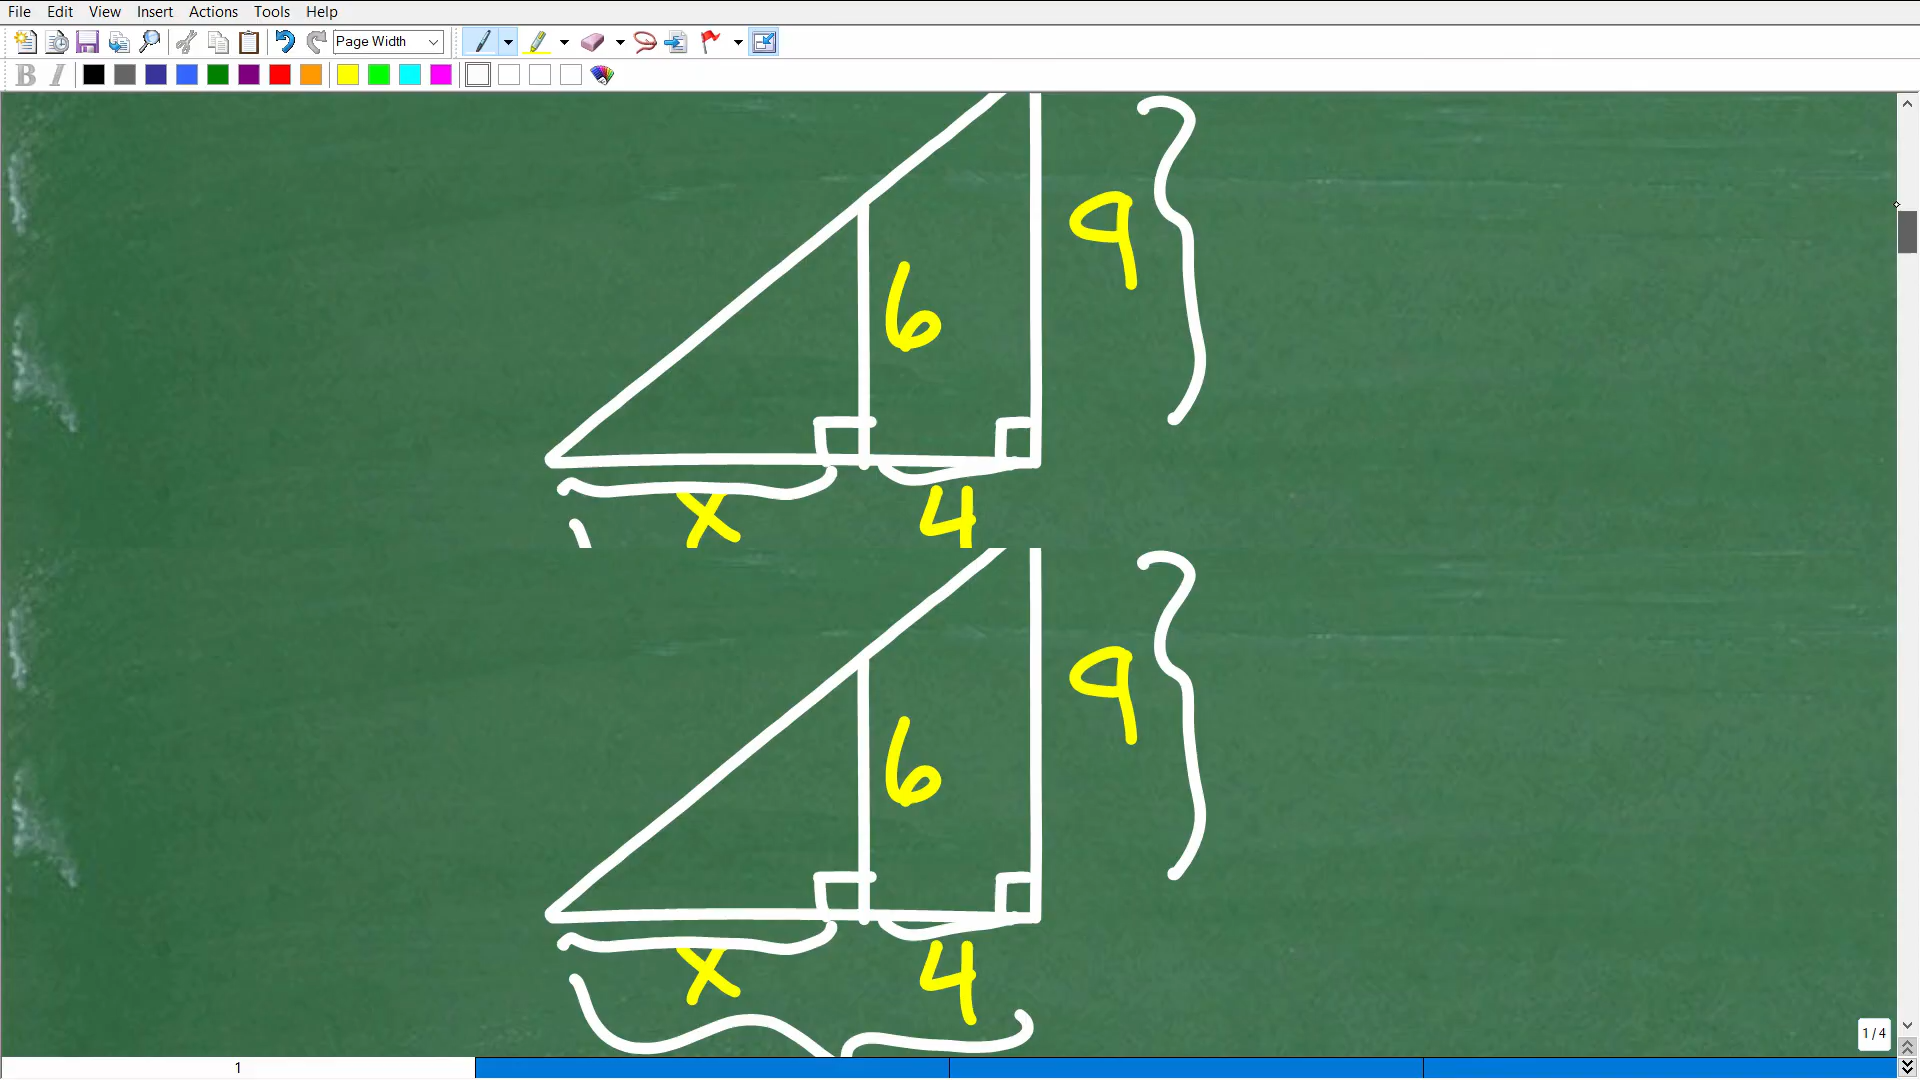 File Edit View Insert Actions Tools Help
Page Width
B I
9
6
x 4
9
6
x 4
1 / 4
1